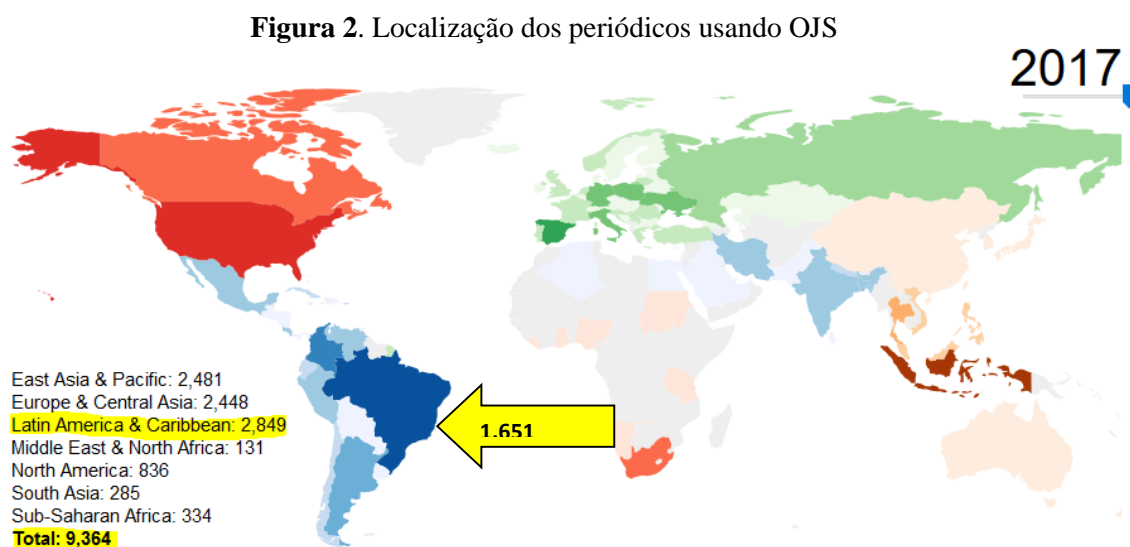 Figura 2. Localização dos periódicos usando OJS
2017
East Asia & Pacific: 2,481
Europe & Central Asia: 2,448
Latin America & Caribbean: 2,849
Middle East & North Africa: 131
North America: 836
South Asia: 285
Sub-Saharan Africa: 334
Total: 9,364
1.651